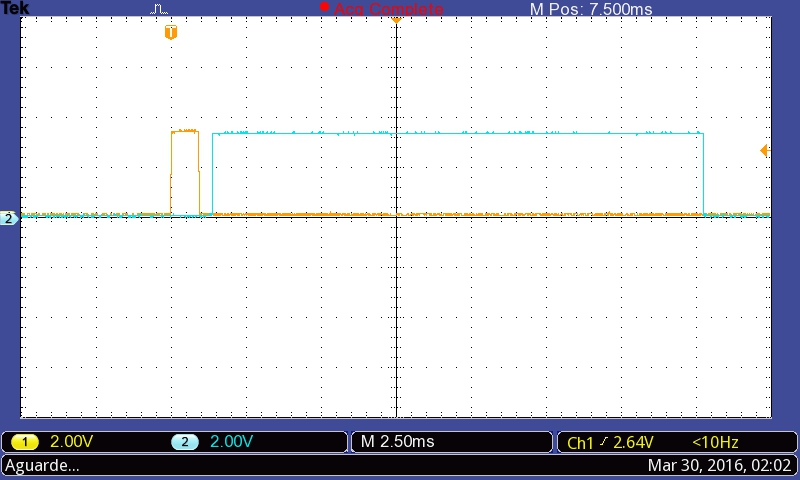 Tek Acq Complete M Pos: 7.500ms
T
2
1 2.00V 2 2.00V M 2.50ms Ch1 2.64V <10Hz
Aguarde... Mar 30, 2016, 02:02